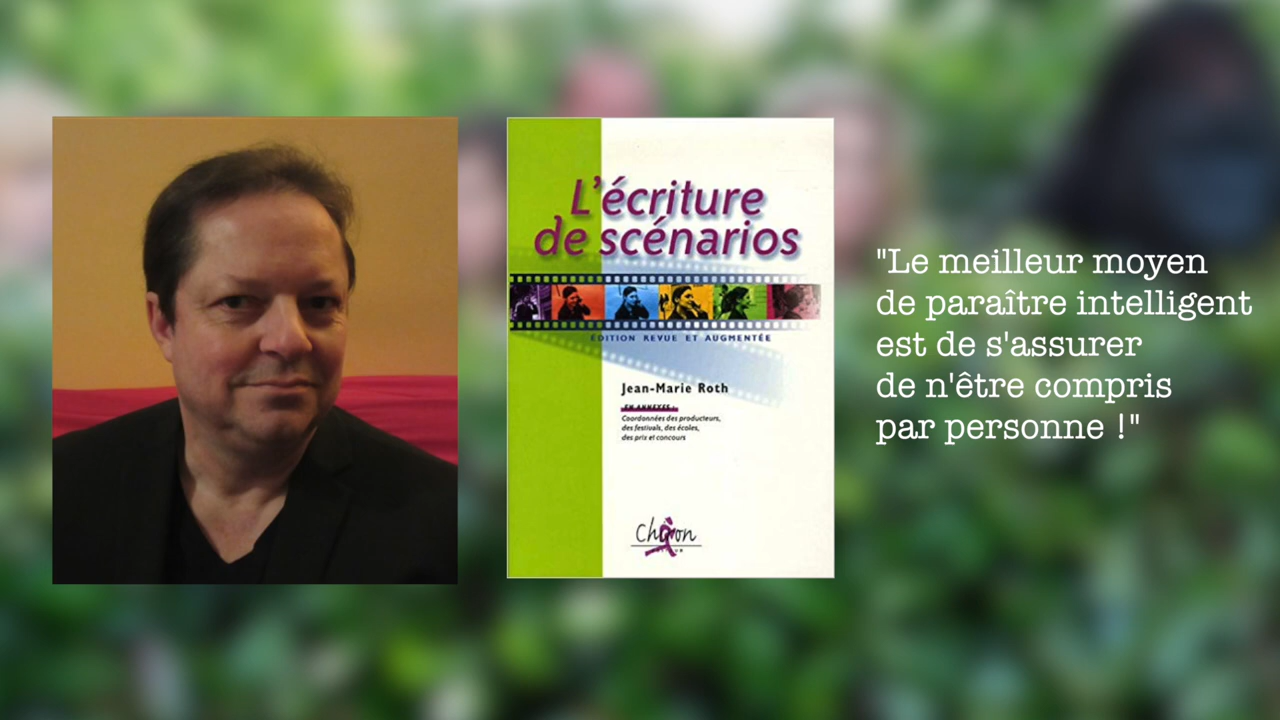 L'écriture
de scénarios
ÉDITION REVUE ET AUGMENTÉE
Jean-Marie Roth
EN ANNEXES :
Coordonnées des producteurs,
des festivals, des écoles,
des prix et concours
Chiron
"Le meilleur moyen
de paraître intelligent
est de s'assurer
de n'être compris
par personne !"